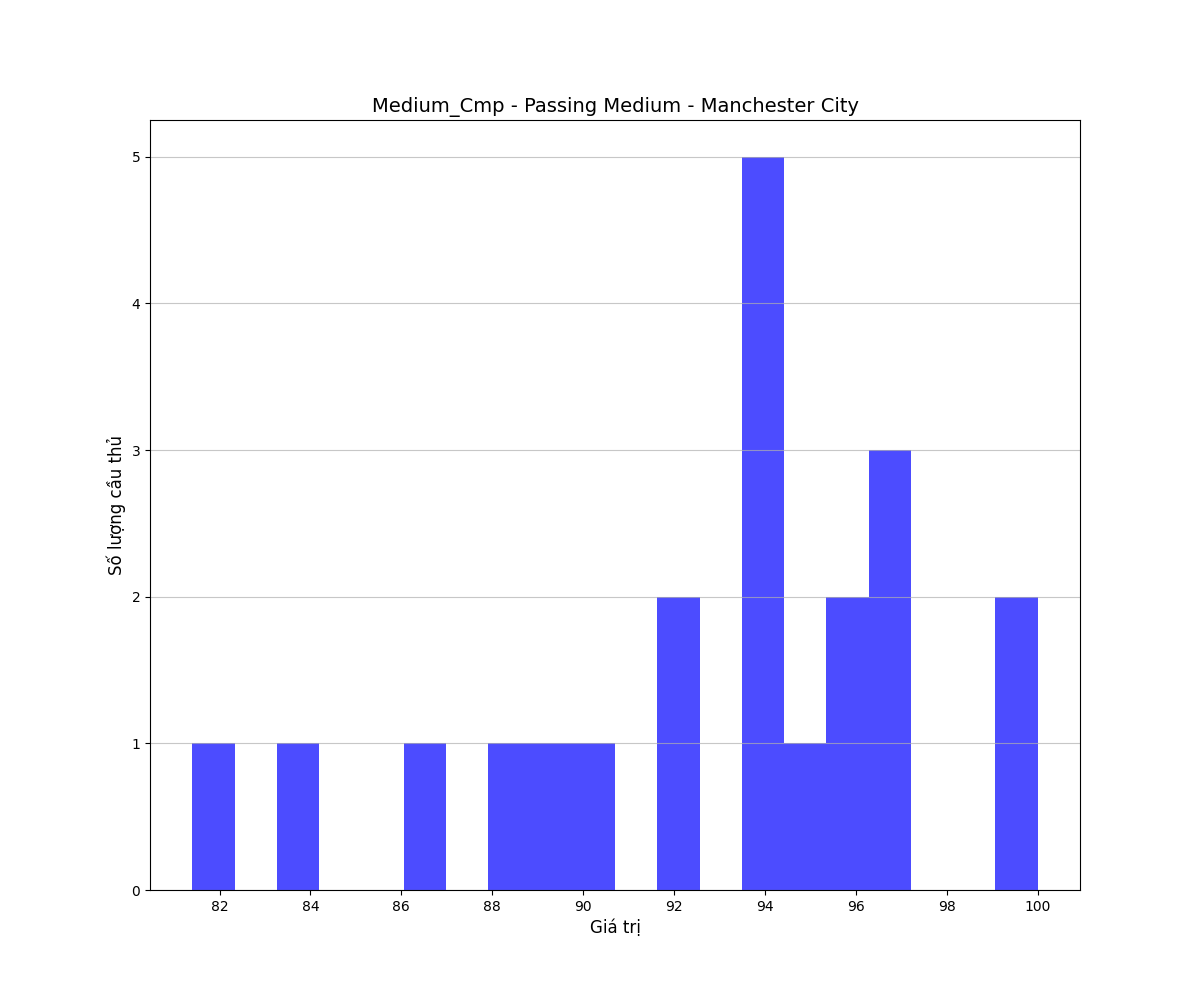 Medium_Cmp - Passing Medium - Manchester City
5
4
3
2
1
0
Số lượng cầu thủ
82 84 86 88 90 92 94 96 98 100
Giá trị